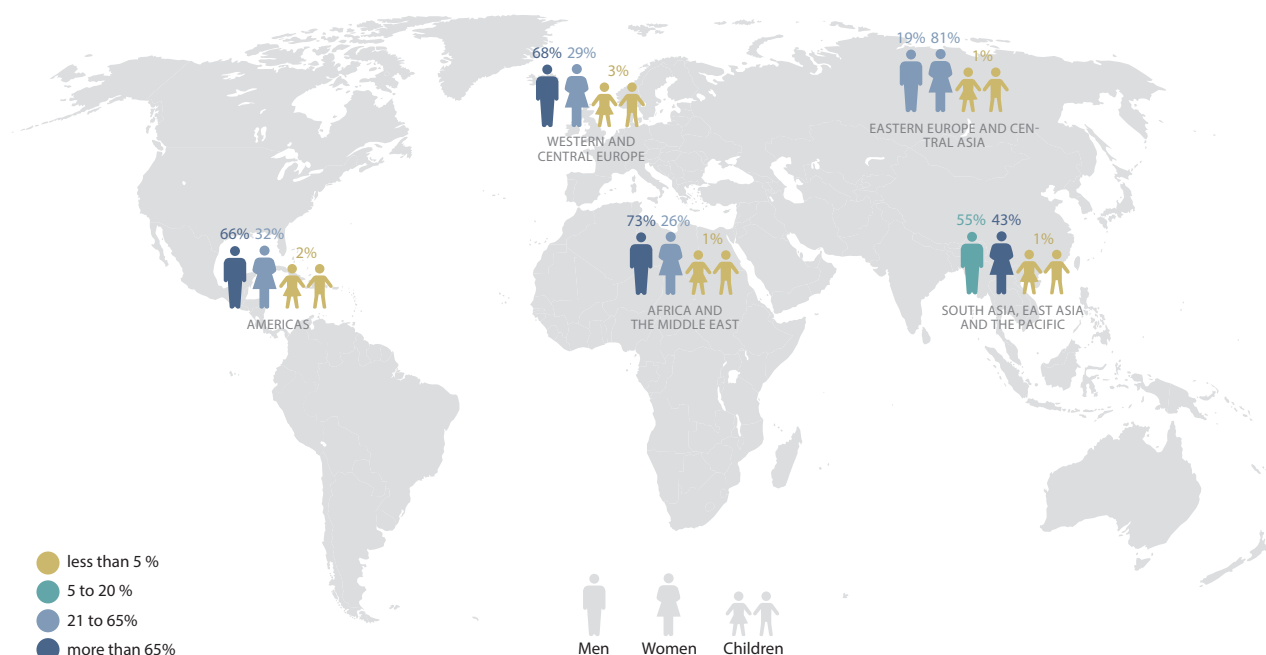 19% 81%
1%
EASTERN EUROPE AND CEN-
TRAL ASIA
68% 29%
3%
WESTERN AND
CENTRAL EUROPE
66% 32%
2%
AMERICAS
73% 26%
1%
AFRICA AND
THE MIDDLE EAST
55% 43%
1%
SOUTH ASIA, EAST ASIA
AND THE PACIFIC
less than 5 %
5 to 20 %
21 to 65%
more than 65%
Men Women Children